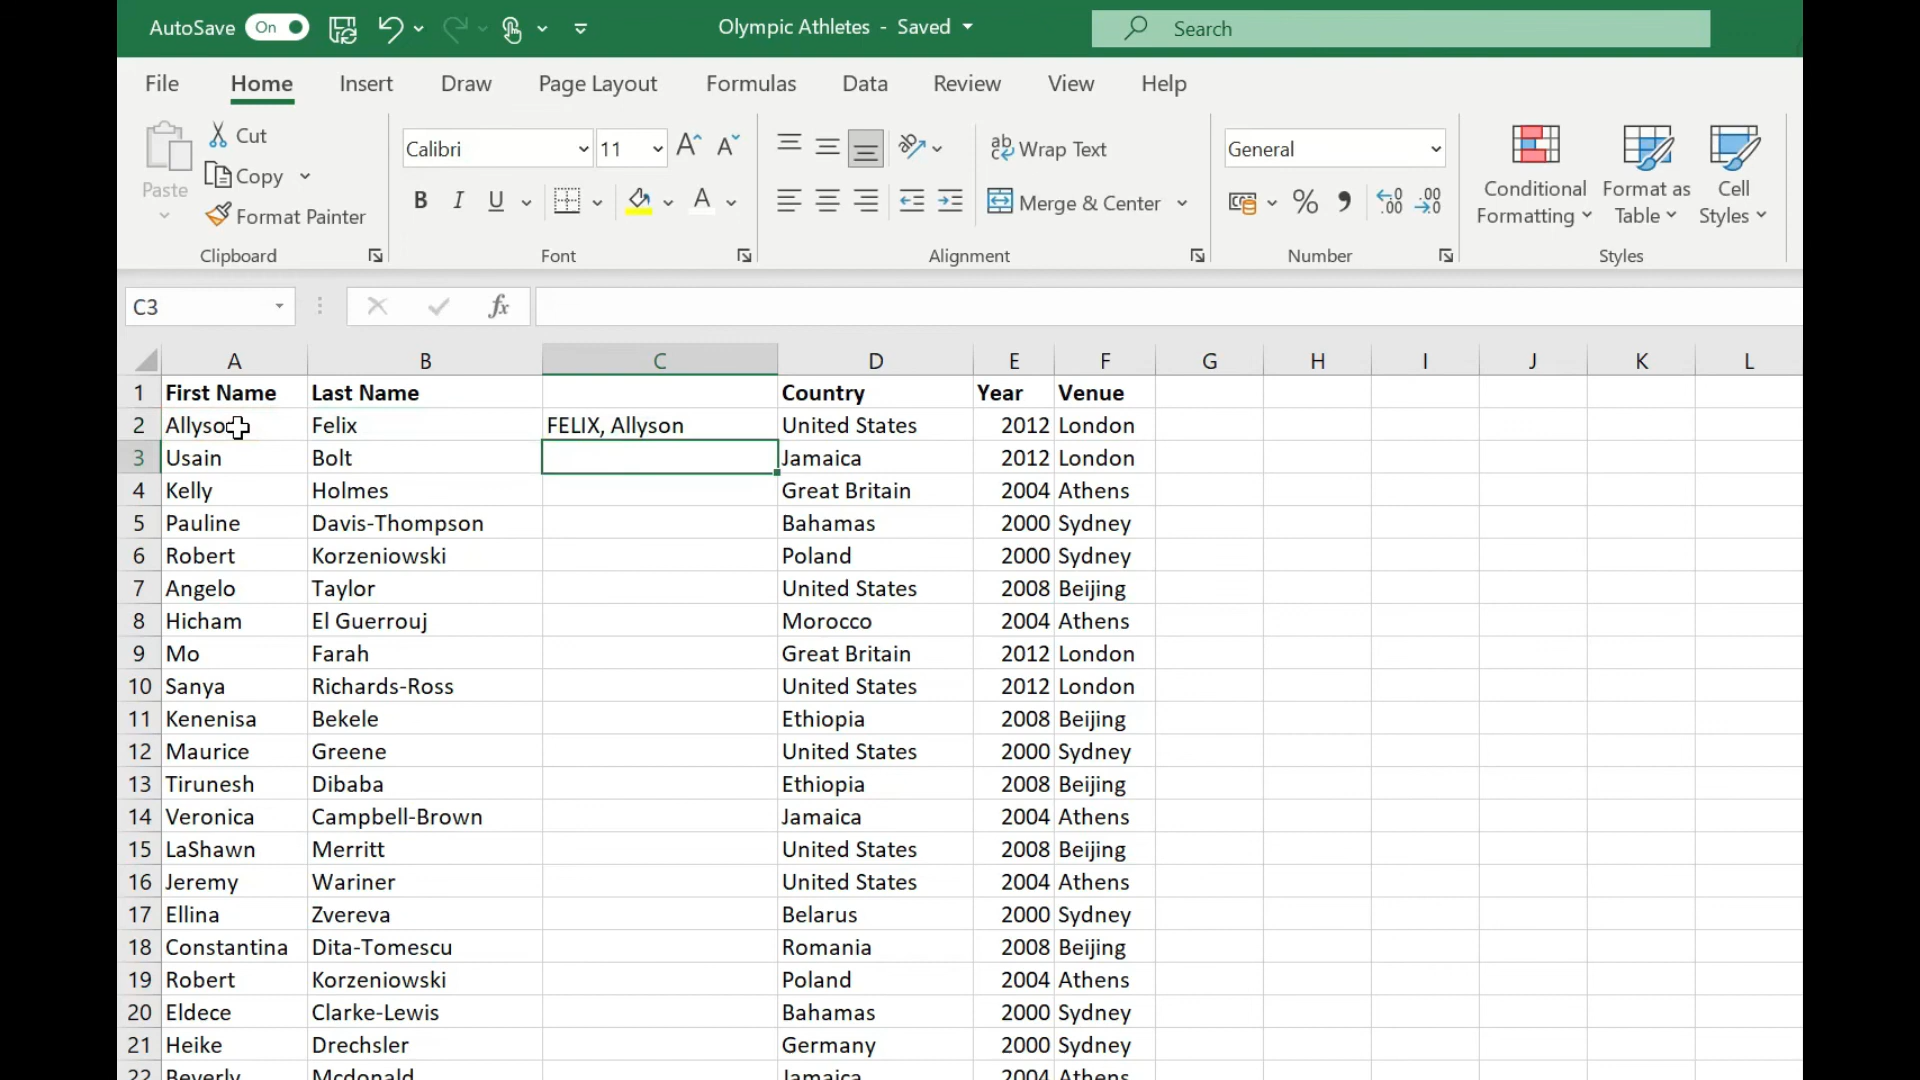 AutoSave On Olympic Athletes - Saved Search
File Home Insert Draw Page Layout Formulas Data Review View Help
Paste
Cut
Copy
Format Painter
Clipboard
Calibri 11
A A
B I U A
Font
ab Wrap Text
Merge & Center
Alignment
General
% , .00 .00
Number
Conditional Formatting
Format as Table
Cell Styles
Styles
C3 fx
A B C D E F G H I J K L
1 First Name Last Name Country Year Venue
2 Allyso Felix FELIX, Allyson United States 2012 London
3 Usain Bolt Jamaica 2012 London
4 Kelly Holmes Great Britain 2004 Athens
5 Pauline Davis-Thompson Bahamas 2000 Sydney
6 Robert Korzeniowski Poland 2000 Sydney
7 Angelo Taylor United States 2008 Beijing
8 Hicham El Guerrouj Morocco 2004 Athens
9 Mo Farah Great Britain 2012 London
10 Sanya Richards-Ross United States 2012 London
11 Kenenisa Bekele Ethiopia 2008 Beijing
12 Maurice Greene United States 2000 Sydney
13 Tirunesh Dibaba Ethiopia 2008 Beijing
14 Veronica Campbell-Brown Jamaica 2004 Athens
15 LaShawn Merritt United States 2008 Beijing
16 Jeremy Wariner United States 2004 Athens
17 Ellina Zvereva Belarus 2000 Sydney
18 Constantina Dita-Tomescu Romania 2008 Beijing
19 Robert Korzeniowski Poland 2004 Athens
20 Eldece Clarke-Lewis Bahamas 2000 Sydney
21 Heike Drechsler Germany 2000 Sydney
22 Beverly Mcdonald Jamaica 2004 Athens